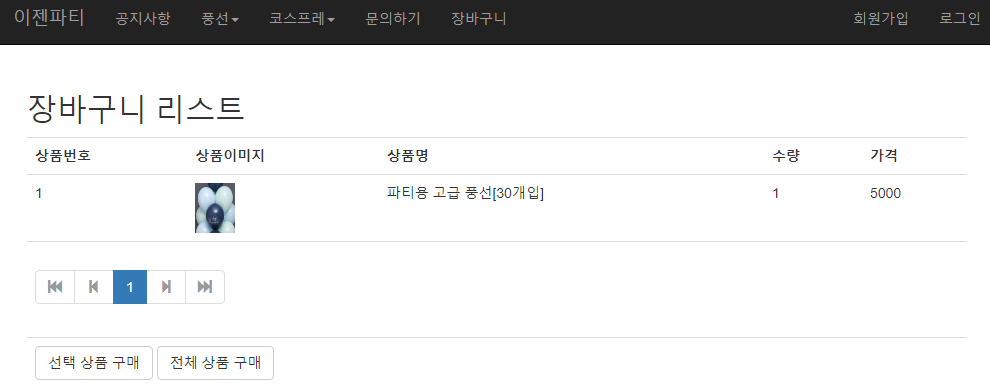 이젠파티 공지사항 풍선 코스프레 문의하기 장바구니 회원가입 로그인
장바구니 리스트
상품번호 상품이미지 상품명 수량 가격
1 파티용 고급 풍선[30개입] 1 5000
1
선택 상품 구매 전체 상품 구매